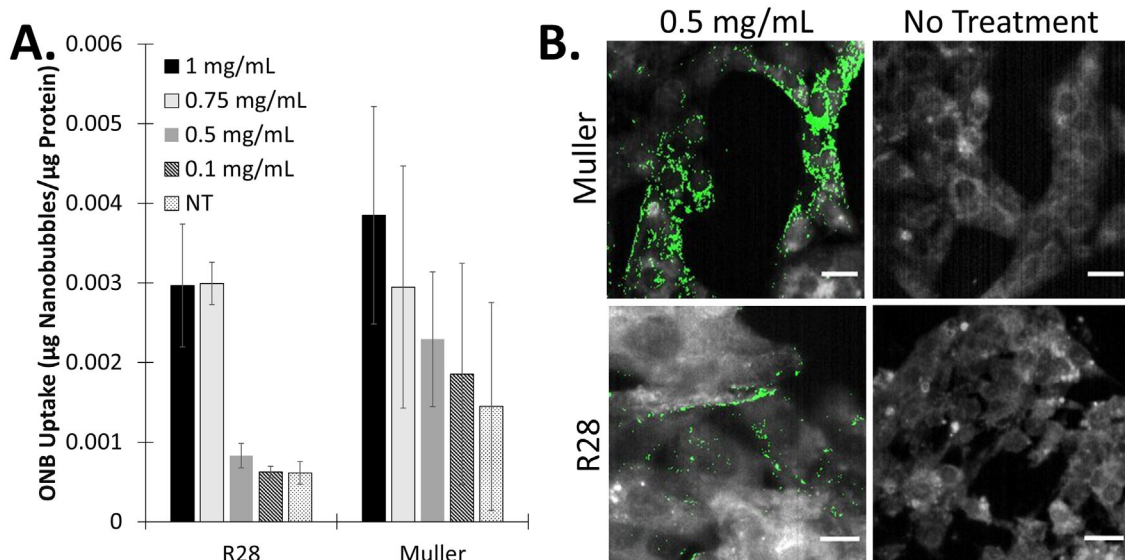 A.
0.006
0.005
0.004
0.003
0.002
0.001
0
ONB Uptake (µg Nanobubbles/µg Protein)
1 mg/mL
0.75 mg/mL
0.5 mg/mL
0.1 mg/mL
NT
R28
Muller
B.
0.5 mg/mL
No Treatment
Muller
R28